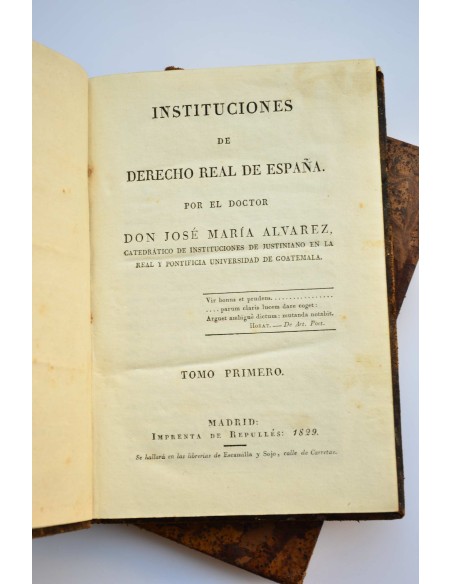 INSTITUCIONES
DE
DERECHO REAL DE ESPAÑA.
POR EL DOCTOR
DON JOSÉ MARÍA ALVAREZ,
CATEDRÁTICO DE INSTITUCIONES DE JUSTINIANO EN LA
REAL Y PONTIFICIA UNIVERSIDAD DE GOATEMALA.
Vir bonus et prudens................
....parum claris lucem dare coget:
Arguet ambiguè dictum: mutanda notabit.
HORAT. — De Art. Poet.
TOMO PRIMERO.
MADRID:
IMPRENTA DE REPULLÉS: 1829.
Se hallará en las librerías de Escamilla y Sojo, calle de Carretas.